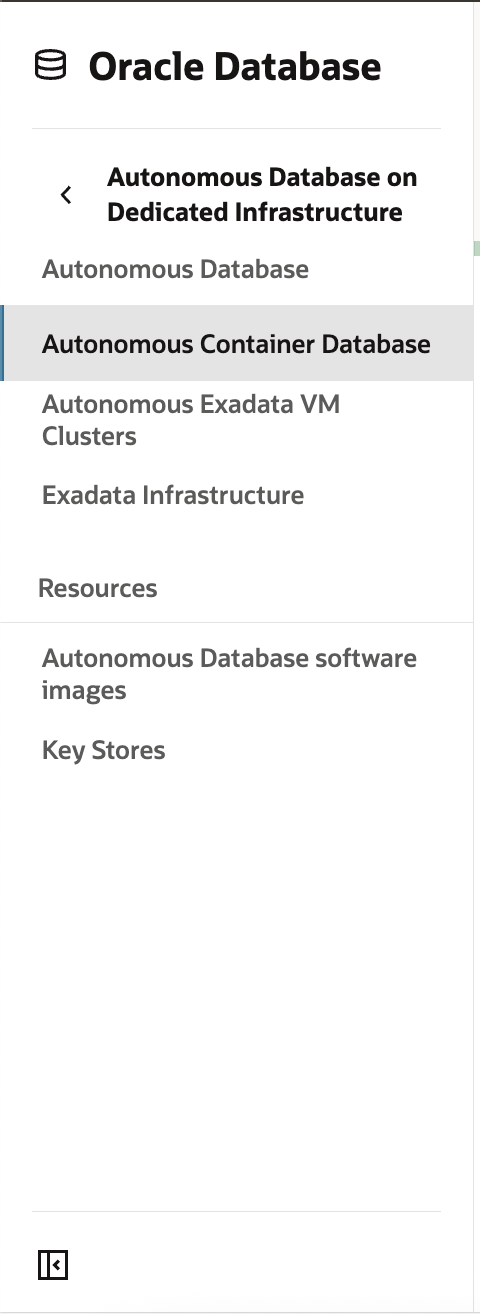 Oracle Database
Autonomous Database on
Dedicated Infrastructure
Autonomous Database
Autonomous Container Database
Autonomous Exadata VM
Clusters
Exadata Infrastructure
Resources
Autonomous Database software
images
Key Stores